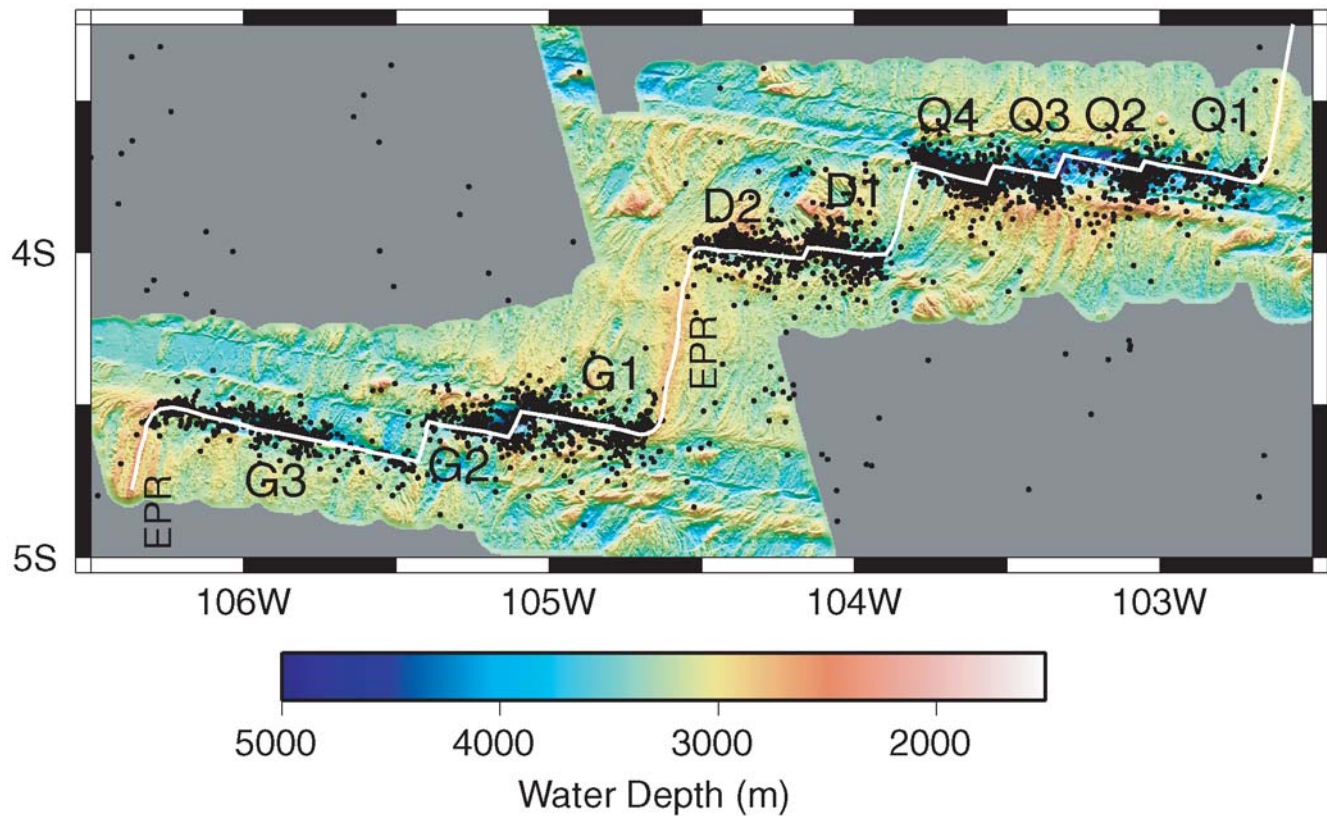 Q4 Q3 Q2 Q1
D2 D1
4S
EPR
G1
G2
G3
EPR
5S
106W 105W 104W 103W
5000 4000 3000 2000
Water Depth (m)